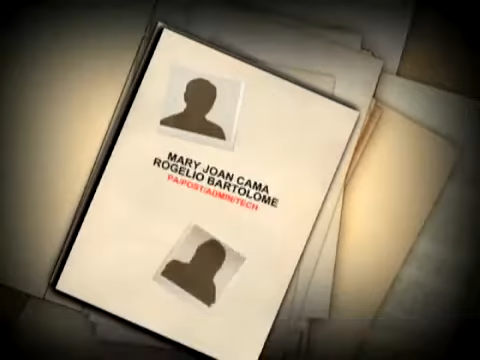 MARY JOAN CAMA
ROGELIO BARTOLOME
PA/POST/ADMIN/TECH